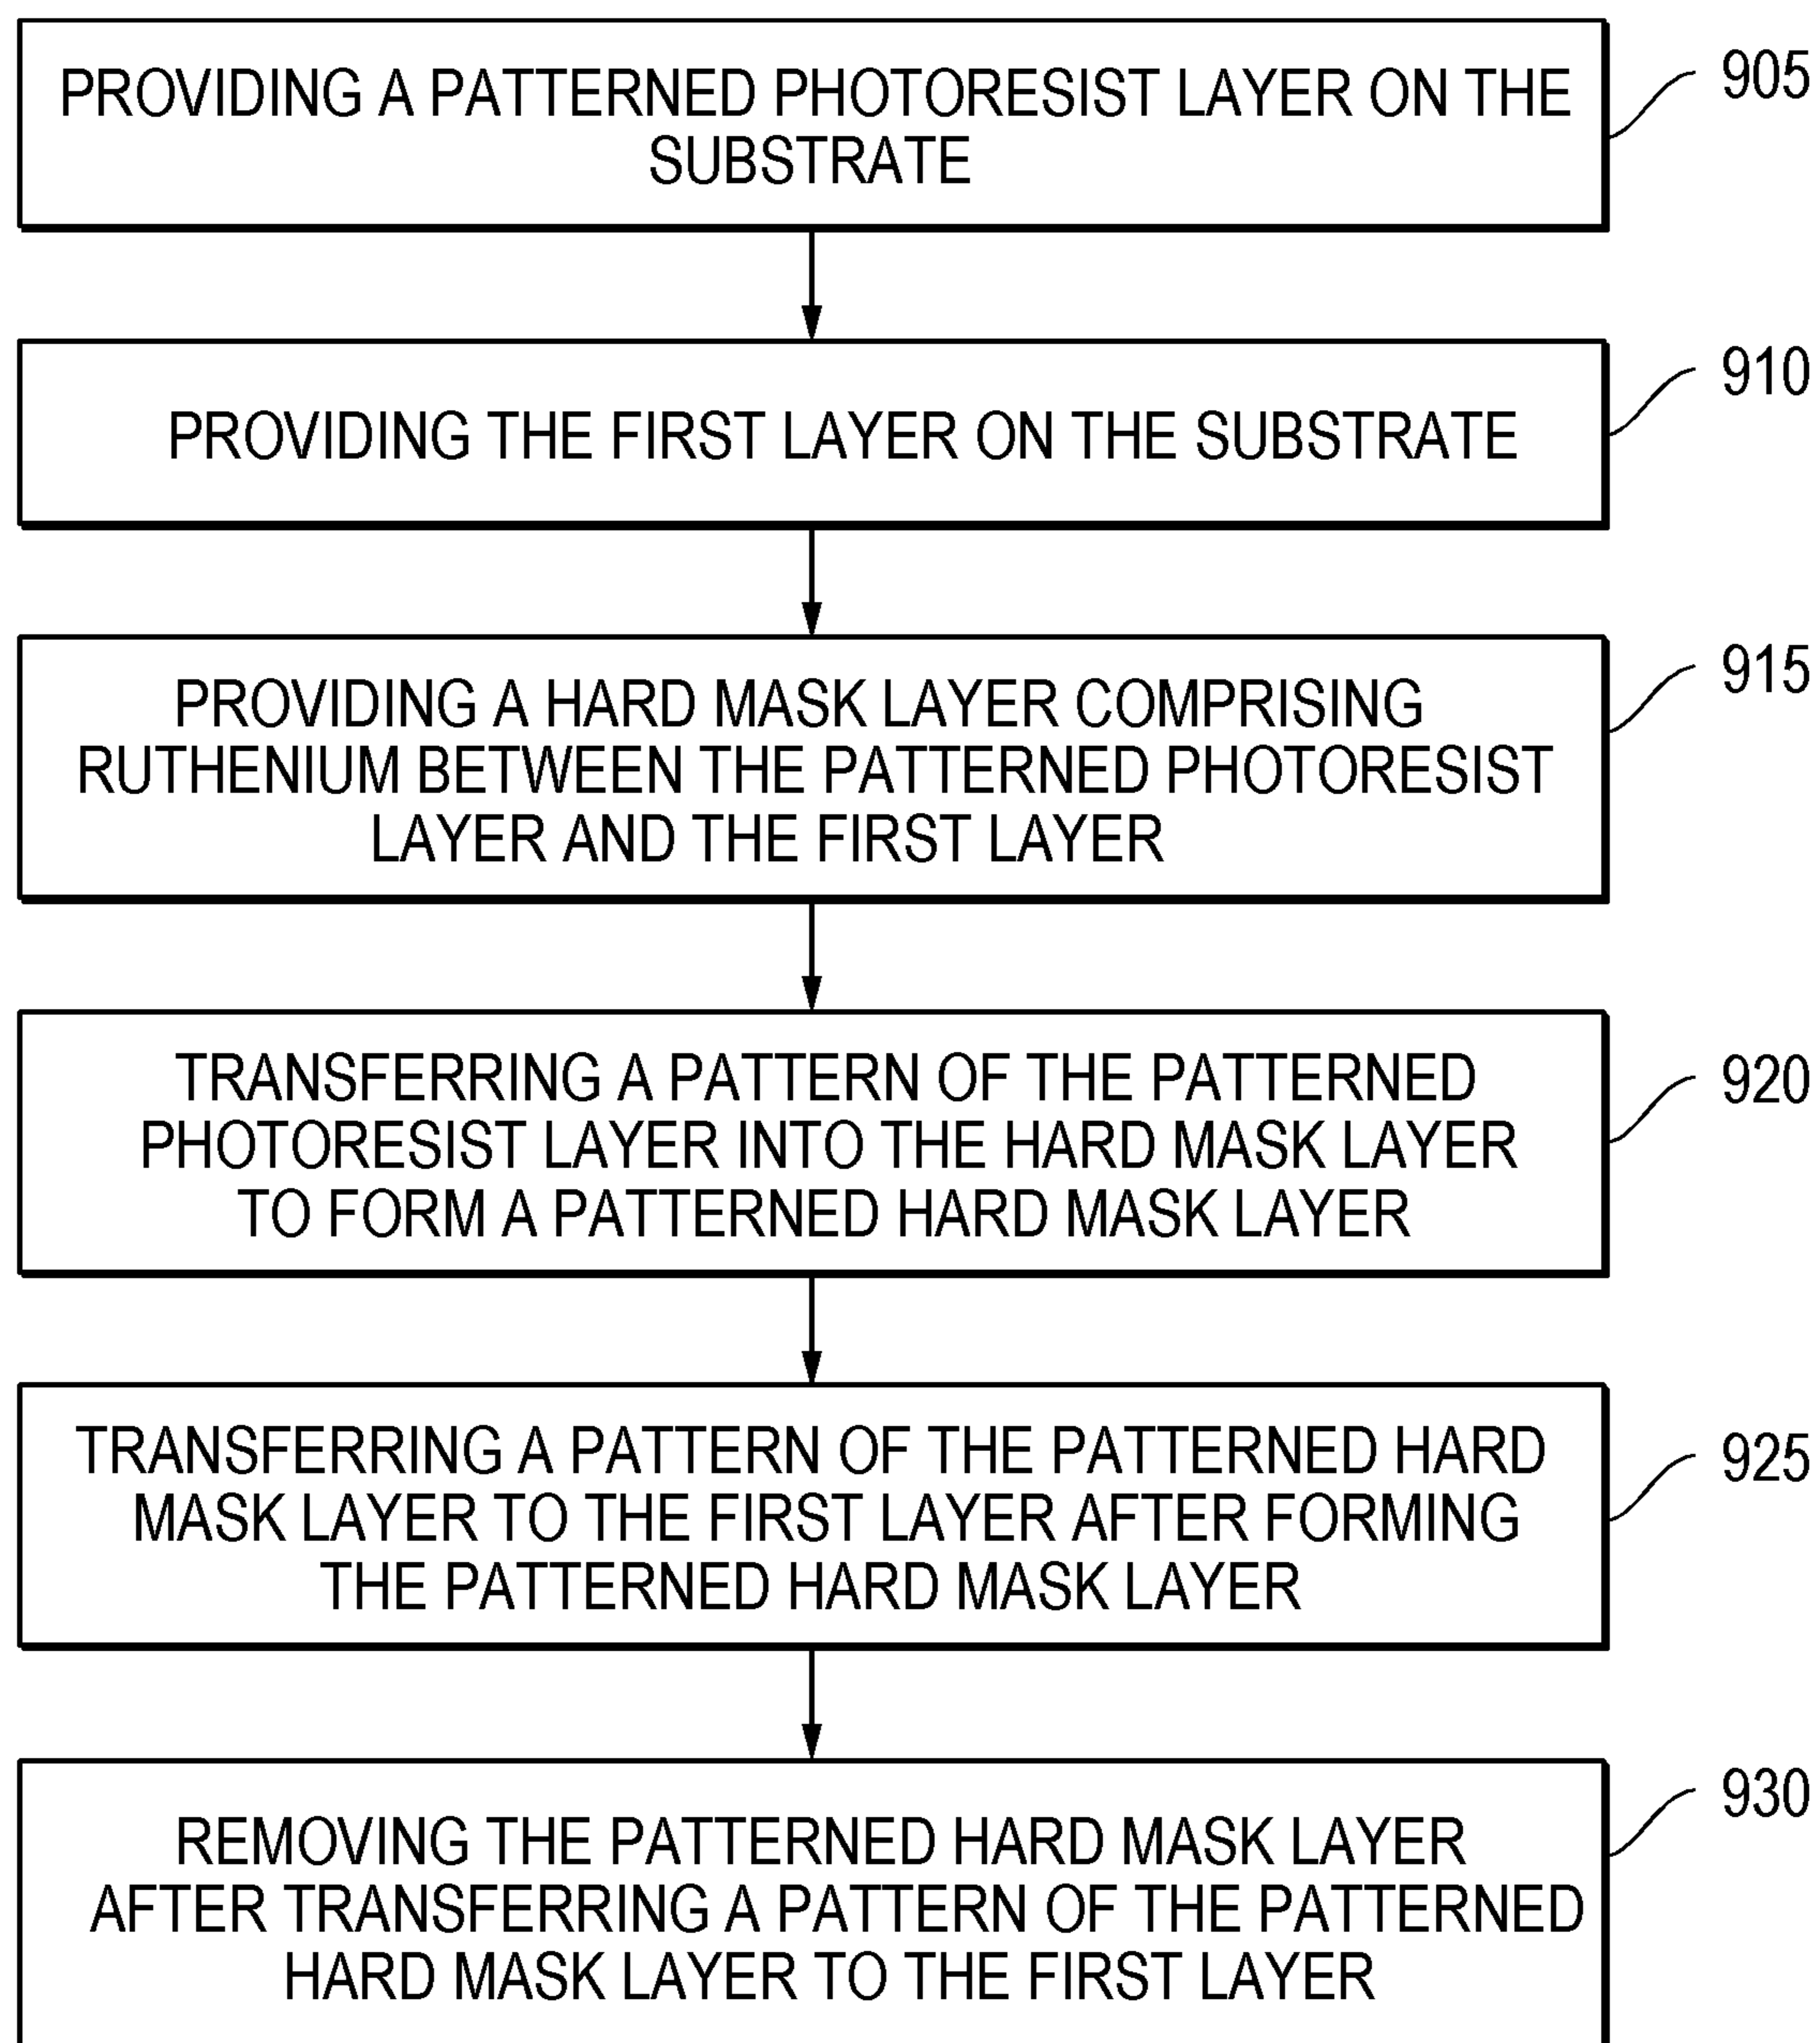 PROVIDING A PATTERNED PHOTORESIST LAYER ON THE
SUBSTRATE
905
PROVIDING THE FIRST LAYER ON THE SUBSTRATE
910
PROVIDING A HARD MASK LAYER COMPRISING
RUTHENIUM BETWEEN THE PATTERNED PHOTORESIST
LAYER AND THE FIRST LAYER
915
TRANSFERRING A PATTERN OF THE PATTERNED
PHOTORESIST LAYER INTO THE HARD MASK LAYER
TO FORM A PATTERNED HARD MASK LAYER
920
TRANSFERRING A PATTERN OF THE PATTERNED HARD
MASK LAYER TO THE FIRST LAYER AFTER FORMING
THE PATTERNED HARD MASK LAYER
925
REMOVING THE PATTERNED HARD MASK LAYER
AFTER TRANSFERRING A PATTERN OF THE PATTERNED
HARD MASK LAYER TO THE FIRST LAYER
930